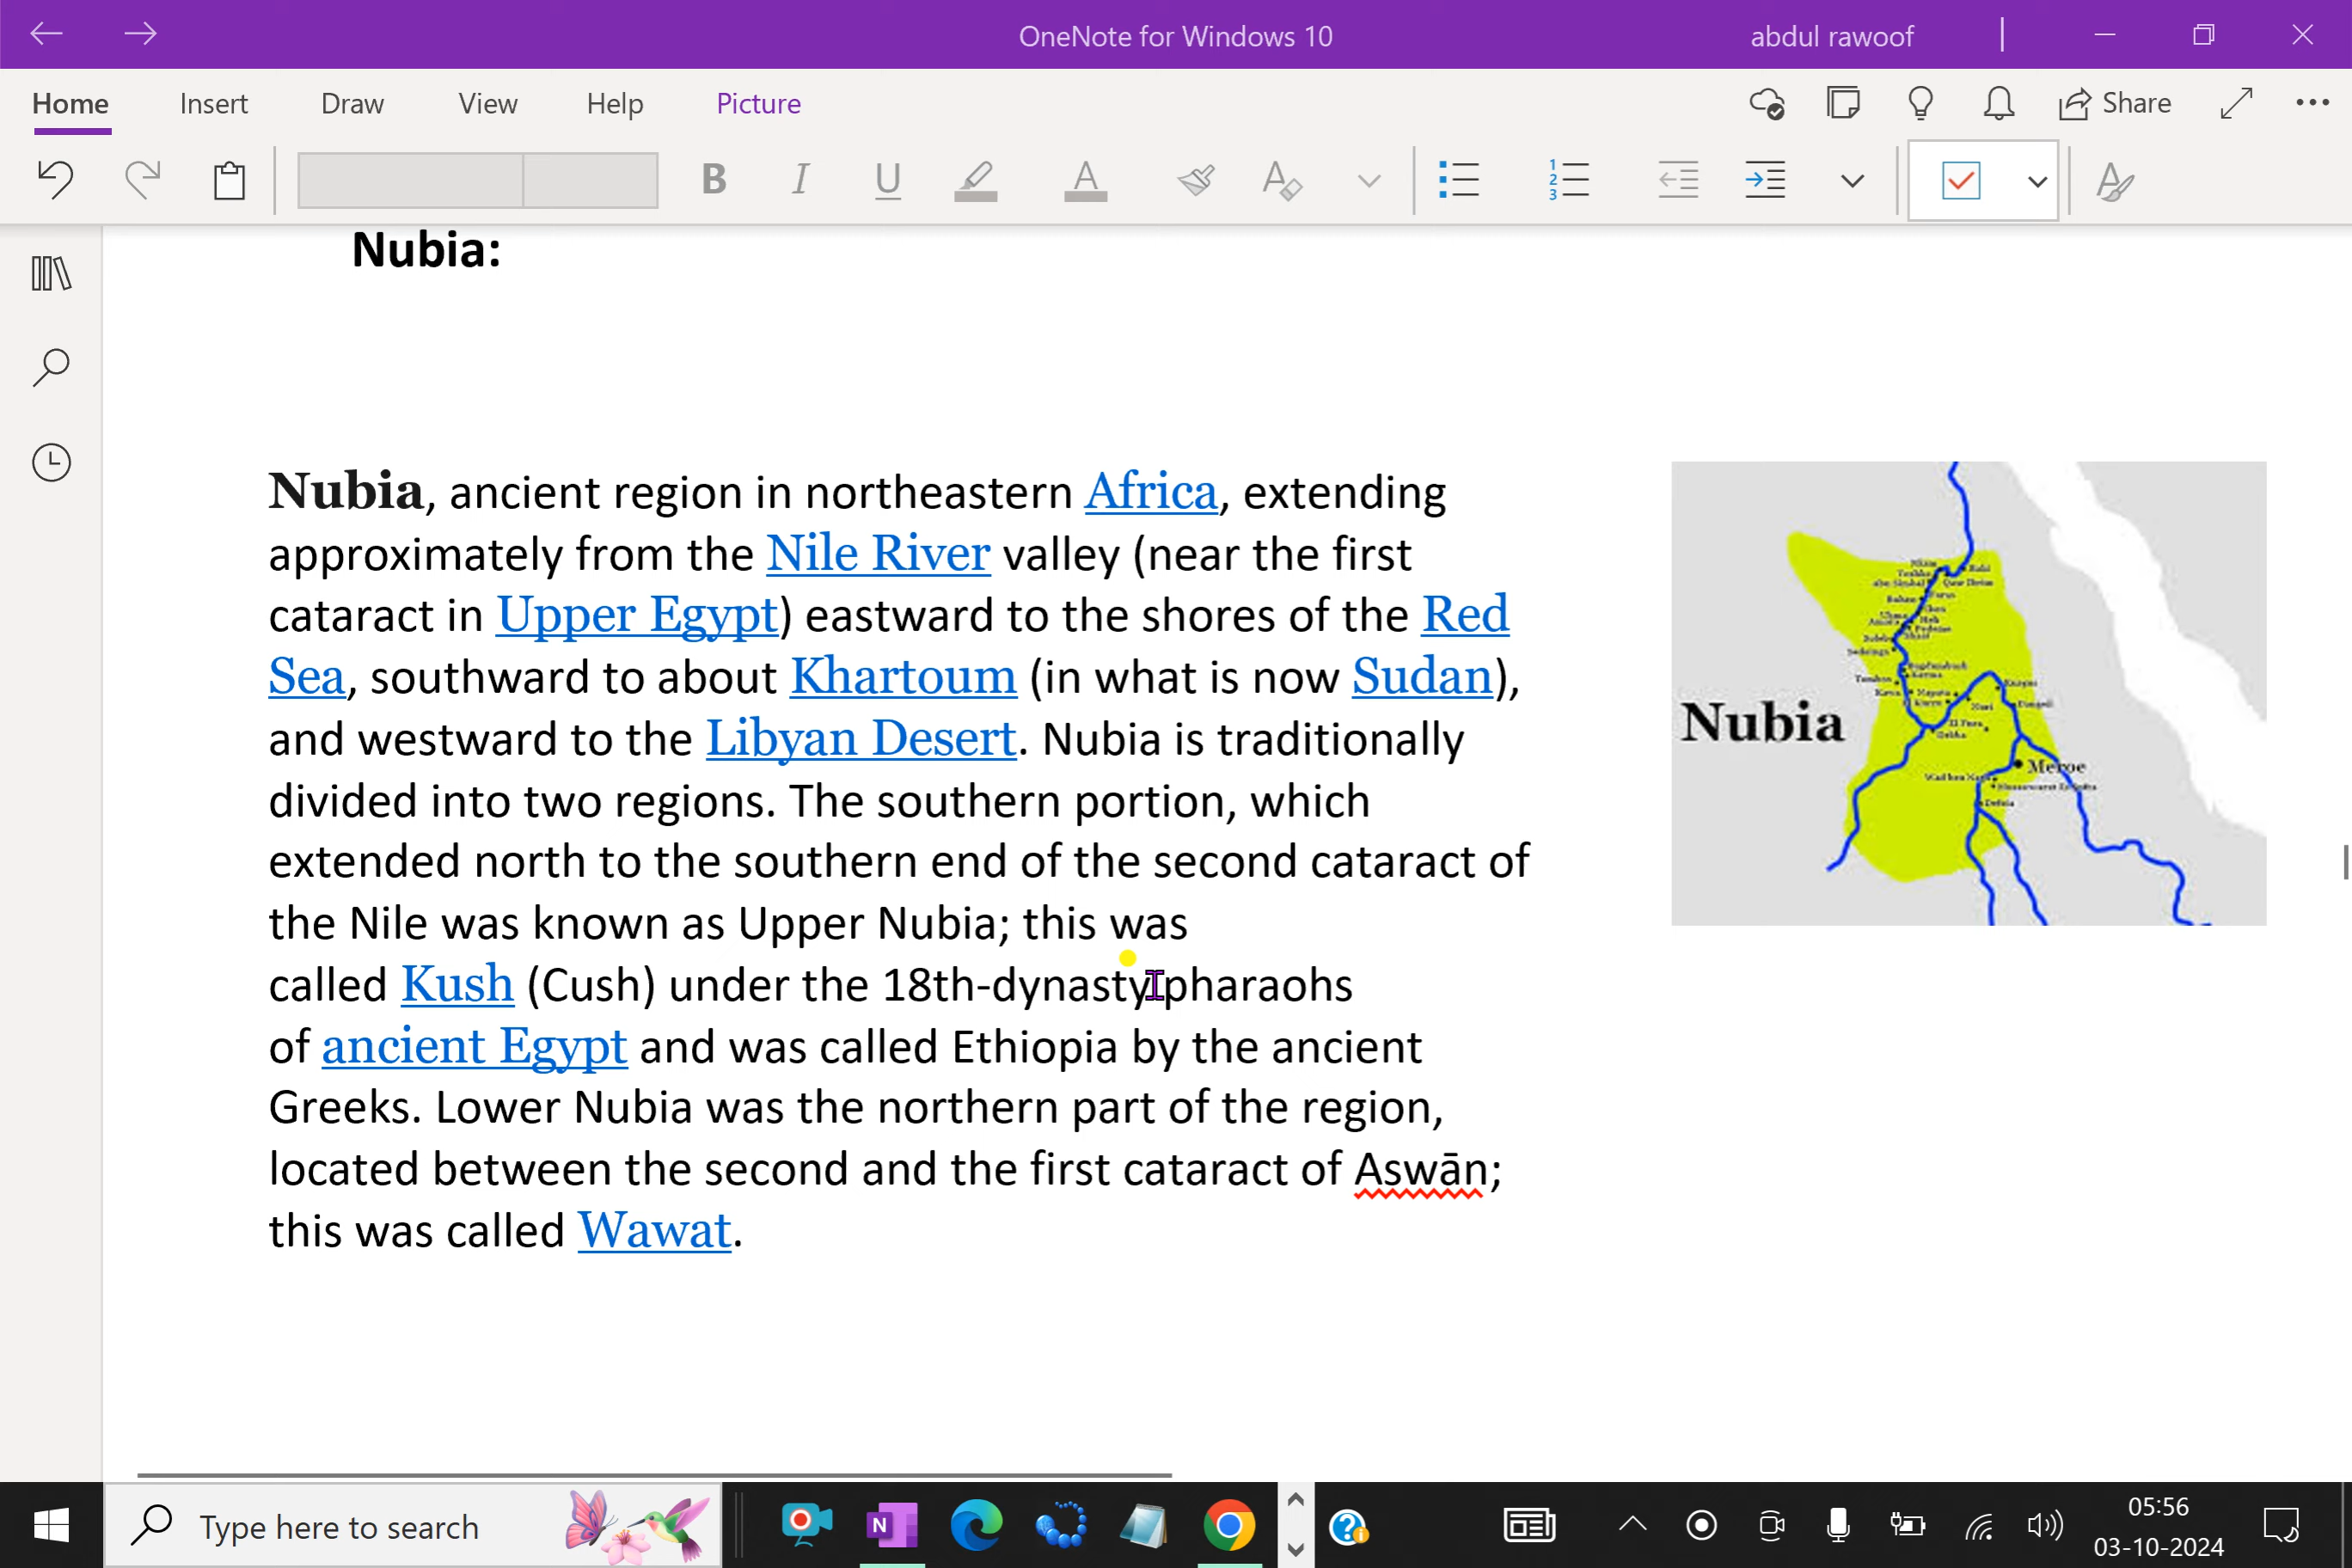 OneNote for Windows 10
abdul rawoof
Home Insert Draw View Help Picture
Share
B I U A A
Nubia:
Nubia, ancient region in northeastern Africa, extending
approximately from the Nile River valley (near the first
cataract in Upper Egypt) eastward to the shores of the Red
Sea, southward to about Khartoum (in what is now Sudan),
and westward to the Libyan Desert. Nubia is traditionally
divided into two regions. The southern portion, which
extended north to the southern end of the second cataract of
the Nile was known as Upper Nubia; this was
called Kush (Cush) under the 18th-dynasty pharaohs
of ancient Egypt and was called Ethiopia by the ancient
Greeks. Lower Nubia was the northern part of the region,
located between the second and the first cataract of Aswān;
this was called Wawat.
Nubia
Meroe
Type here to search
05:56
03-10-2024